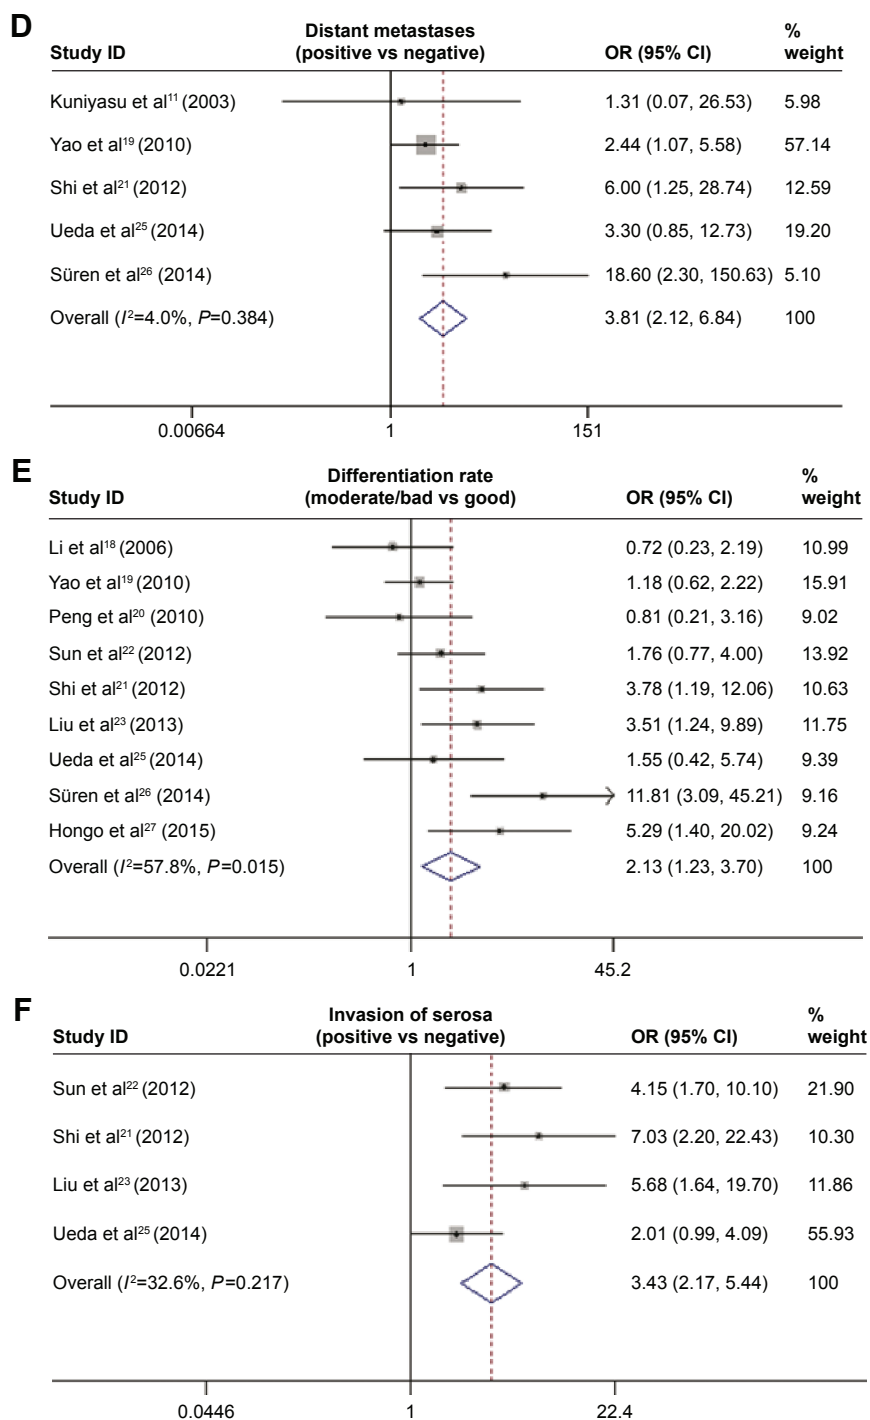 D
Distant metastases
%
Study ID (positive vs negative) OR (95% CI) weight
Kuniyasu et al11 (2003) 1.31 (0.07, 26.53) 5.98
Yao et al19 (2010) 2.44 (1.07, 5.58) 57.14
Shi et al21 (2012) 6.00 (1.25, 28.74) 12.59
Ueda et al25 (2014) 3.30 (0.85, 12.73) 19.20
Süren et al26 (2014) 18.60 (2.30, 150.63) 5.10
Overall (I2=4.0%, P=0.384) 3.81 (2.12, 6.84) 100
0.00664 1 151
E
Differentiation rate
%
Study ID (moderate/bad vs good) OR (95% CI) weight
Li et al18 (2006) 0.72 (0.23, 2.19) 10.99
Yao et al19 (2010) 1.18 (0.62, 2.22) 15.91
Peng et al20 (2010) 0.81 (0.21, 3.16) 9.02
Sun et al22 (2012) 1.76 (0.77, 4.00) 13.92
Shi et al21 (2012) 3.78 (1.19, 12.06) 10.63
Liu et al23 (2013) 3.51 (1.24, 9.89) 11.75
Ueda et al25 (2014) 1.55 (0.42, 5.74) 9.39
Süren et al26 (2014) 11.81 (3.09, 45.21) 9.16
Hongo et al27 (2015) 5.29 (1.40, 20.02) 9.24
Overall (I2=57.8%, P=0.015) 2.13 (1.23, 3.70) 100
0.0221 1 45.2
F
Invasion of serosa
%
Study ID (positive vs negative) OR (95% CI) weight
Sun et al22 (2012) 4.15 (1.70, 10.10) 21.90
Shi et al21 (2012) 7.03 (2.20, 22.43) 10.30
Liu et al23 (2013) 5.68 (1.64, 19.70) 11.86
Ueda et al25 (2014) 2.01 (0.99, 4.09) 55.93
Overall (I2=32.6%, P=0.217) 3.43 (2.17, 5.44) 100
0.0446 1 22.4